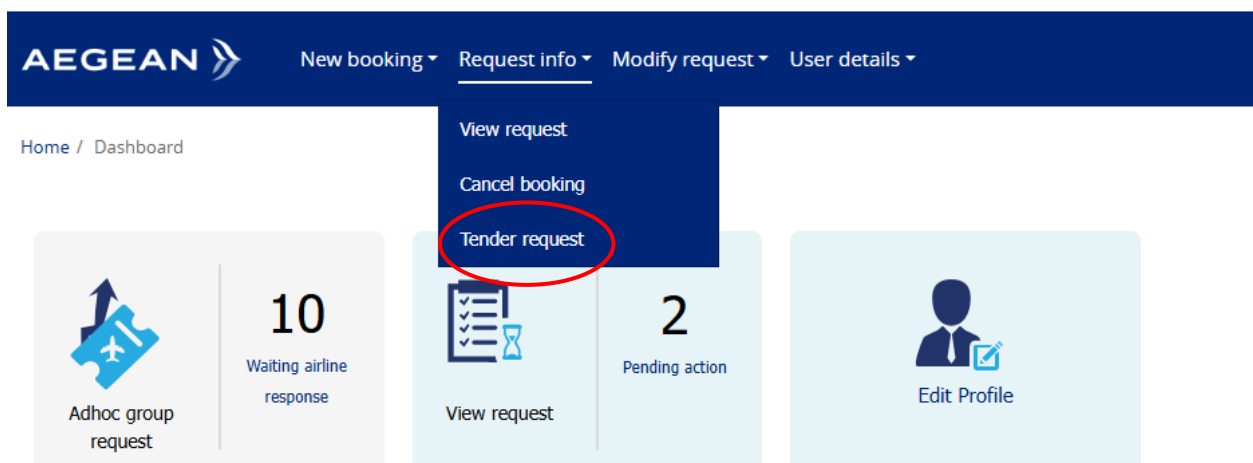 AEGEAN New booking Request info Modify request User details
View request
Home / Dashboard
Cancel booking
Tender request
10
Waiting airline
response
Adhoc group
request
2
Pending action
View request
Edit Profile